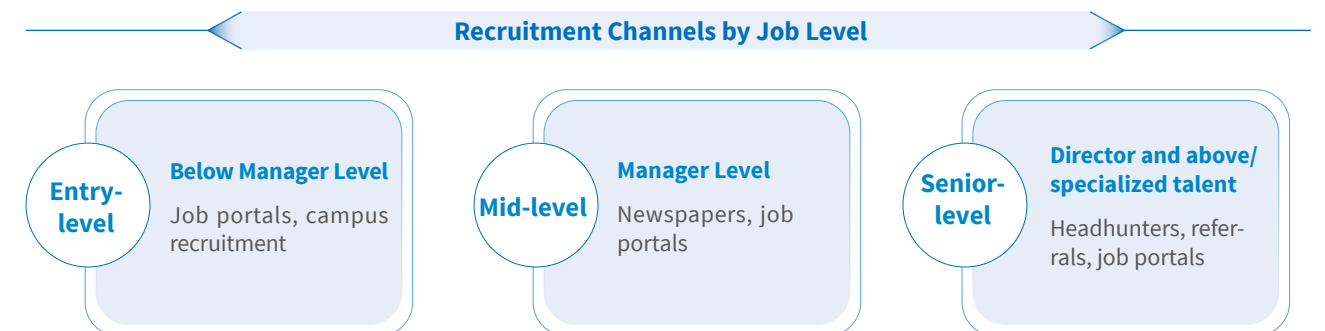 Recruitment Channels by Job Level
Entry-
level
Below Manager Level
Job portals, campus
recruitment
Mid-level
Manager Level
Newspapers, job
portals
Senior-
level
Director and above/
specialized talent
Headhunters, refer-
rals, job portals